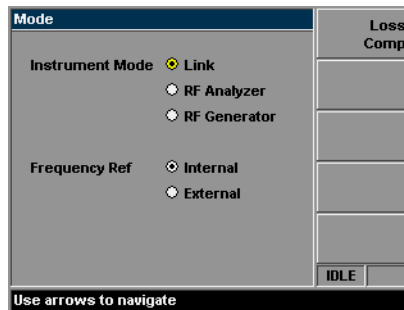 Mode
Loss
Comp
Instrument Mode Link
RF Analyzer
RF Generator
Frequency Ref Internal
External
IDLE
Use arrows to navigate